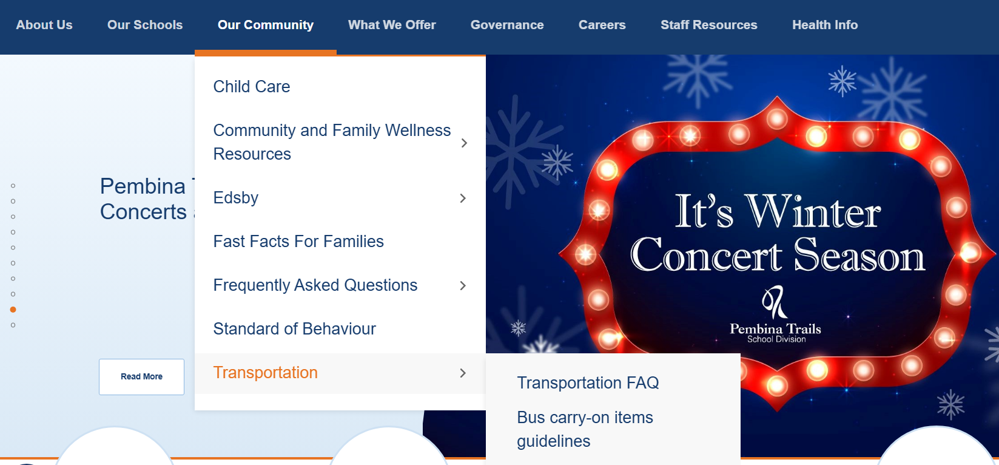 About Us
Our Schools
Our Community
What We Offer
Governance
Careers
Staff Resources
Health Info
Child Care
Community and Family Wellness
Resources
Edsby
Fast Facts For Families
Frequently Asked Questions
Standard of Behaviour
Transportation
Transportation FAQ
Bus carry-on items
guidelines
Pembina
Concerts
Read More
It's Winter
Concert Season
Pembina Trails
School Division